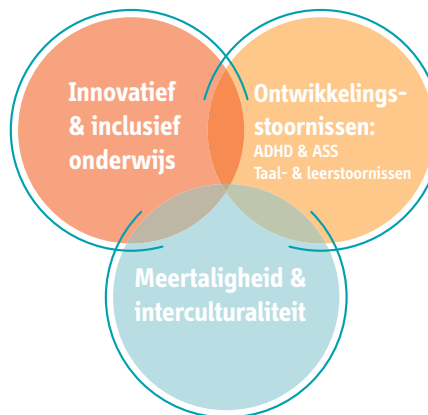 Innovatief
& inclusief
onderwijs
Ontwikkelings-
stoornissen:
ADHD & ASS
Taal- & leerstoornissen
Meertaligheid &
interculturaliteit